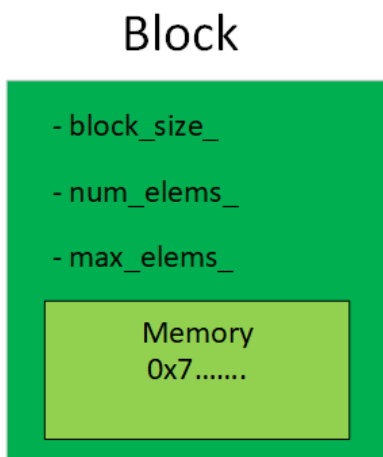 Block
- block_size_
- num_elems_
- max_elems_
Memory
0x7.......